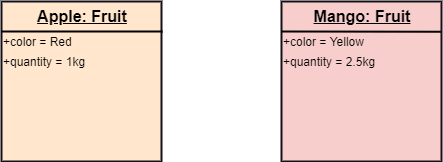 Apple: Fruit
+color = Red
+quantity = 1kg
Mango: Fruit
+color = Yellow
+quantity = 2.5kg